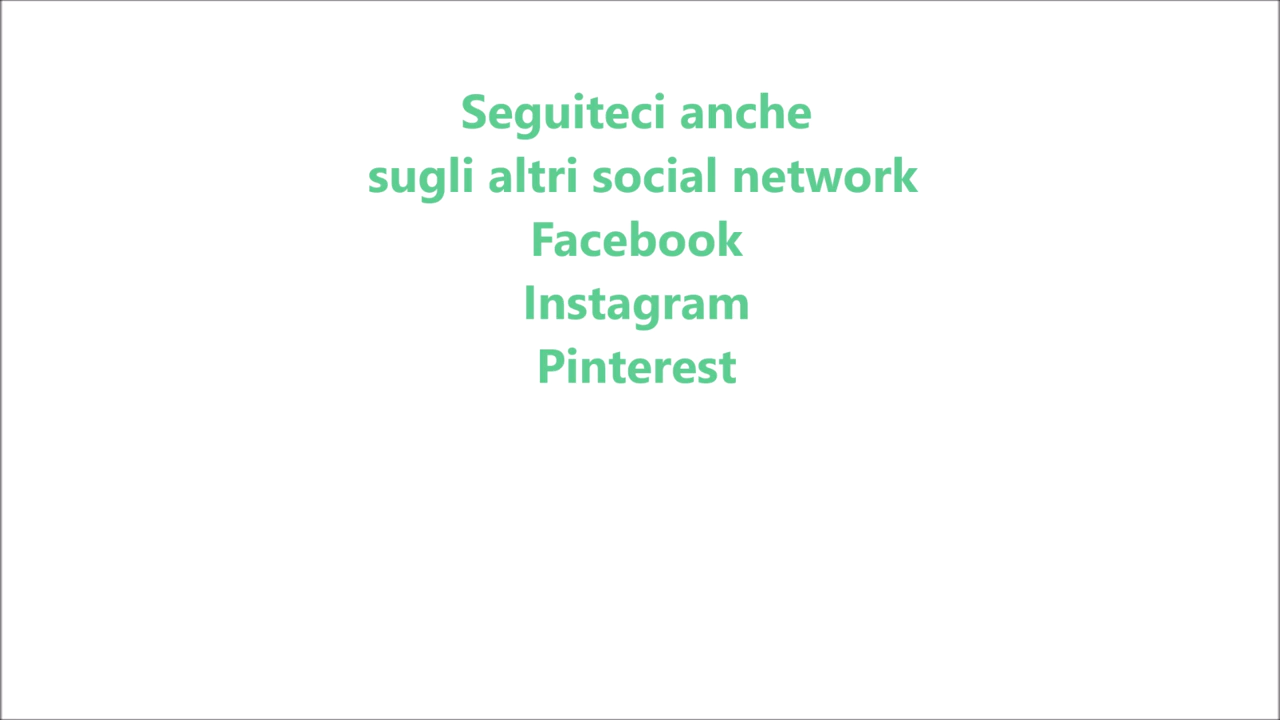 Seguiteci anche
sugli altri social network
Facebook
Instagram
Pinterest